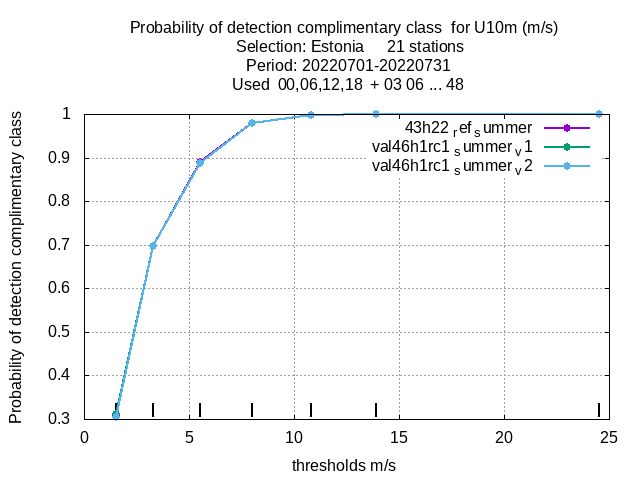 Probability of detection complimentary class  for U10m (m/s)
Selection: Estonia     21 stations
Period: 20220701-20220731
Used  00,06,12,18  + 03 06 ... 48
Probability of detection complimentary class
1
0.9
0.8
0.7
0.6
0.5
0.4
0.3
43h22 ref summer
val46h1rc1 summer v1
val46h1rc1 summer v2
0 5 10 15 20 25
thresholds m/s